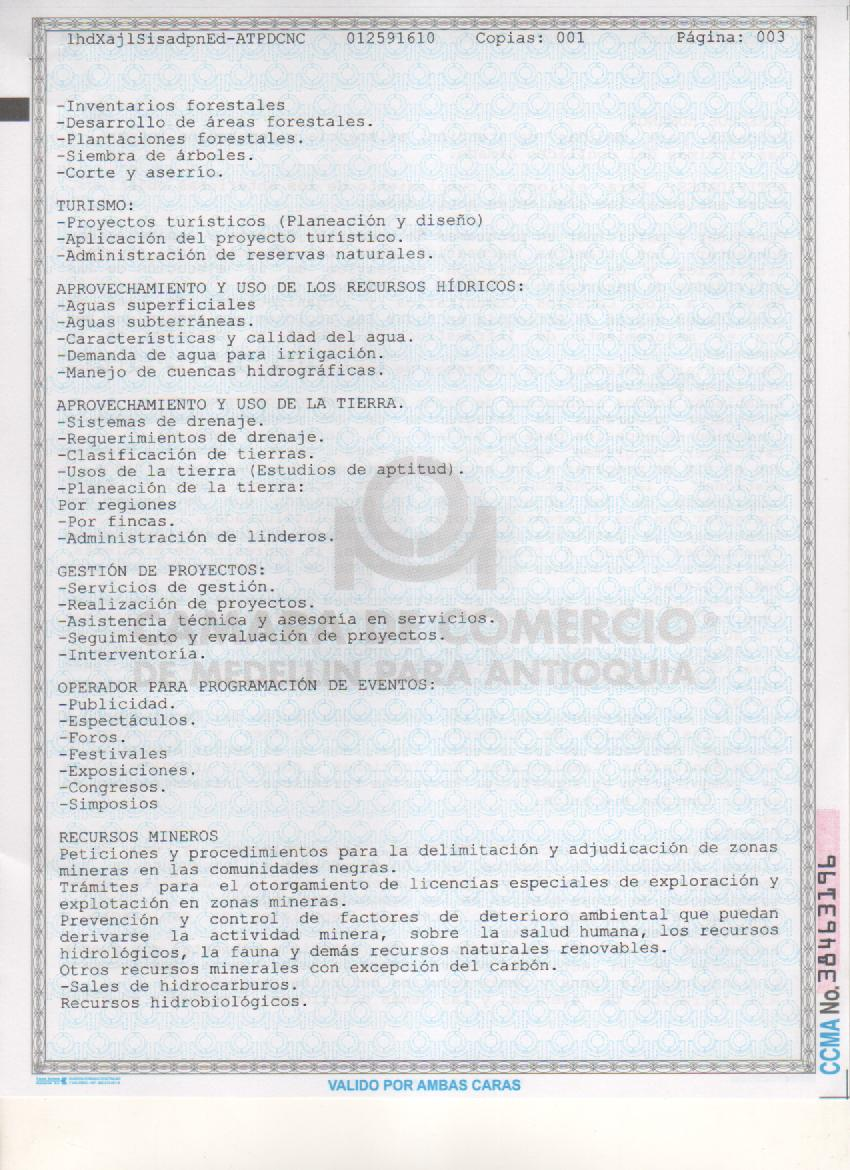 lhdXajlSisadpnEd-ATPDCNC 012591610 Copias: 001 Página: 003
-Inventarios forestales
-Desarrollo de áreas forestales.
-Plantaciones forestales.
-Siembra de árboles.
-Corte y aserrío.
TURISMO:
-Proyectos turísticos (Planeación y diseño)
-Aplicación del proyecto turístico.
-Administración de reservas naturales.
APROVECHAMIENTO Y USO DE LOS RECURSOS HÍDRICOS:
-Aguas superficiales
-Aguas subterráneas.
-Características y calidad del agua.
-Demanda de agua para irrigación.
-Manejo de cuencas hidrográficas.
APROVECHAMIENTO Y USO DE LA TIERRA.
-Sistemas de drenaje.
-Requerimientos de drenaje.
-Clasificación de tierras.
-Usos de la tierra (Estudios de aptitud).
-Planeación de la tierra:
Por regiones
-Por fincas.
-Administración de linderos.
GESTIÓN DE PROYECTOS:
-Servicios de gestión.
-Realización de proyectos.
-Asistencia técnica y asesoría en servicios.
-Seguimiento y evaluación de proyectos.
-Interventoría.
CÁMARA DE COMERCIO
DE MEDELLIN PARA ANTIOQUIA
OPERADOR PARA PROGRAMACIÓN DE EVENTOS:
-Publicidad.
-Espectáculos.
-Foros.
-Festivales
-Exposiciones.
-Congresos.
-Simposios
RECURSOS MINEROS
Peticiones y procedimientos para la delimitación y adjudicación de zonas
mineras en las comunidades negras.
Trámites para el otorgamiento de licencias especiales de exploración y
explotación en zonas mineras.
Prevención y control de factores de deterioro ambiental que puedan
derivarse la actividad minera, sobre la salud humana, los recursos
hidrológicos, la fauna y demás recursos naturales renovables.
Otros recursos minerales con excepción del carbón.
-Sales de hidrocarburos.
Recursos hidrobiológicos.
CCMA No. 38463196
VALIDO POR AMBAS CARAS